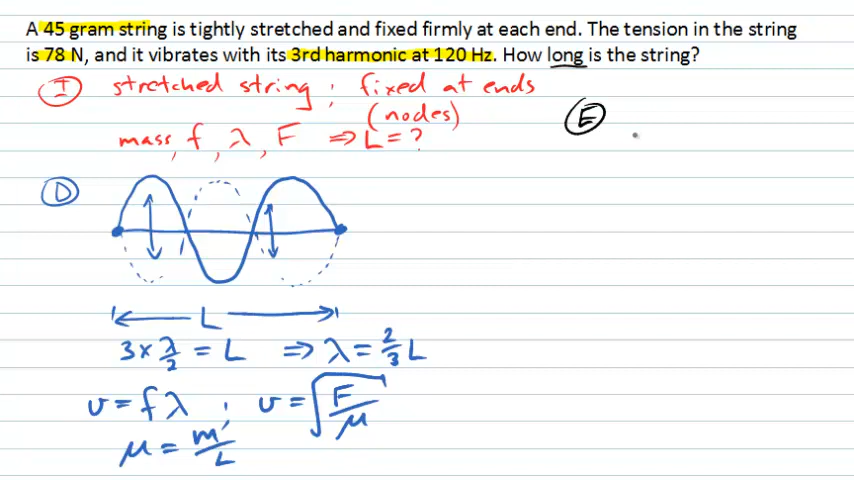 A 45 gram string is tightly stretched and fixed firmly at each end. The tension in the string
is 78 N, and it vibrates with its 3rd harmonic at 120 Hz. How long is the string?
I stretched string ; fixed at ends
(nodes)
mass, f, λ, F ⇒ L = ?
E
D
L
3 × λ/2 = L ⇒ λ = 2/3 L
v = fλ ; v = √(F/μ)
μ = m/L